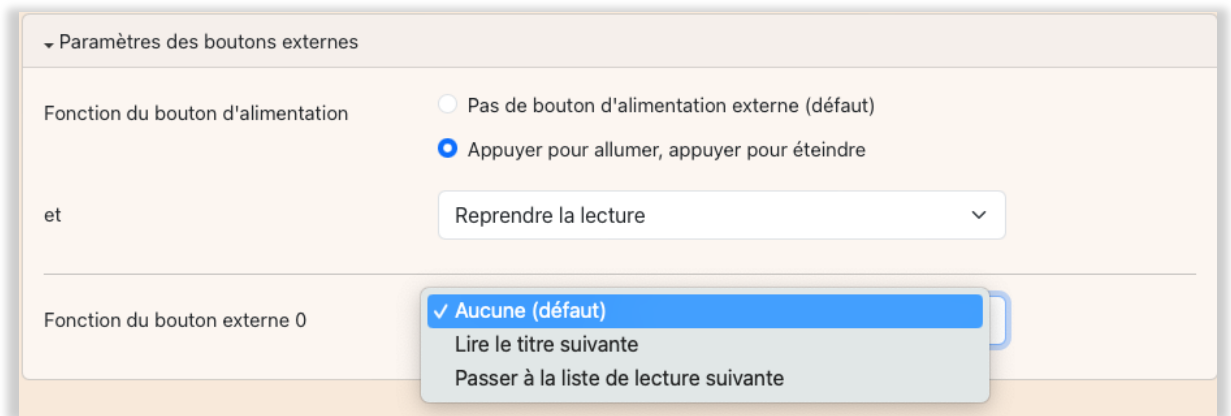 Paramètres des boutons externes
Fonction du bouton d'alimentation
Pas de bouton d'alimentation externe (défaut)
Appuyer pour allumer, appuyer pour éteindre
et
Reprendre la lecture
Fonction du bouton externe 0
✓ Aucune (défaut)
Lire le titre suivante
Passer à la liste de lecture suivante